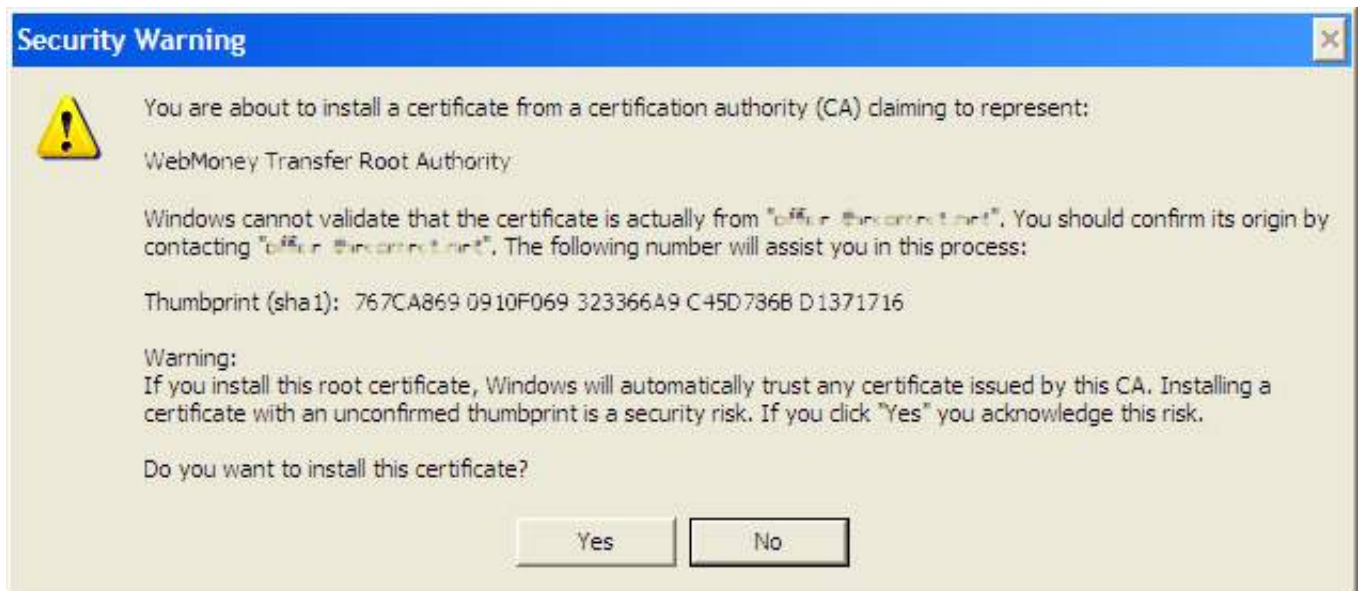 Security Warning
You are about to install a certificate from a certification authority (CA) claiming to represent:
WebMoney Transfer Root Authority
Windows cannot validate that the certificate is actually from "". You should confirm its origin by
contacting "". The following number will assist you in this process:
Thumbprint (sha1): 767CA869 0910F069 323366A9 C45D786B D1371716
Warning:
If you install this root certificate, Windows will automatically trust any certificate issued by this CA. Installing a
certificate with an unconfirmed thumbprint is a security risk. If you click "Yes" you acknowledge this risk.
Do you want to install this certificate?
Yes
No